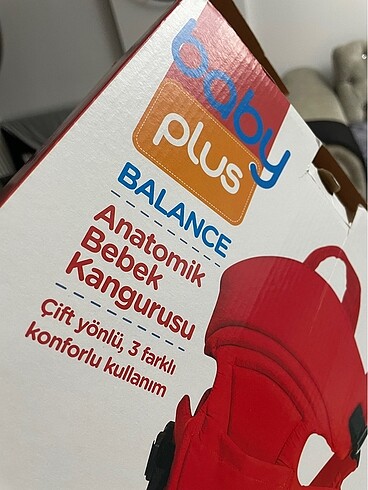 baby
plus
BALANCE
Anatomik
Bebek
Kangurusu
Çift yönlü, 3 farklı
konforlu kullanım